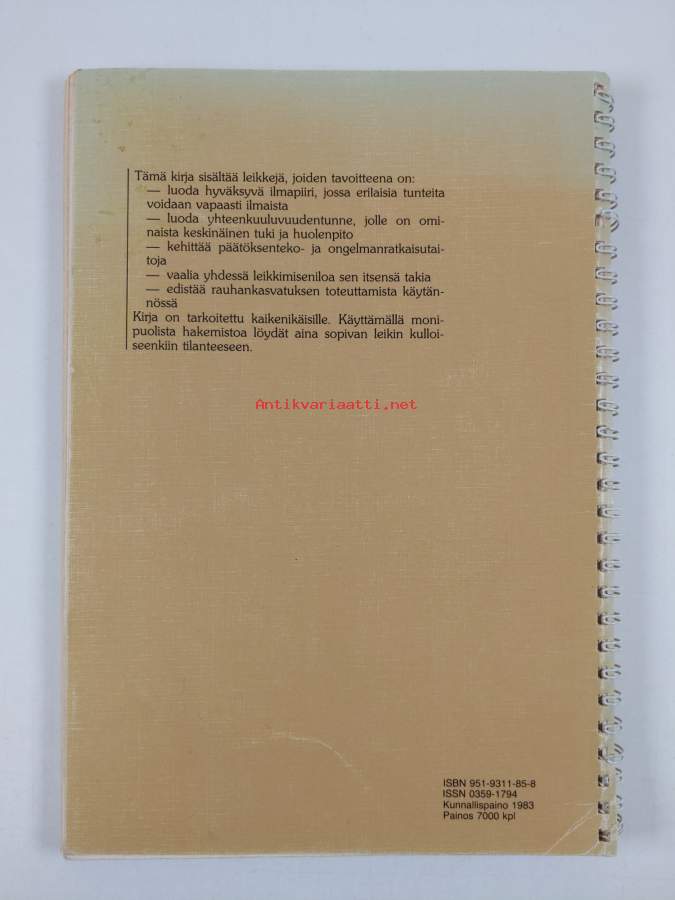 Tämä kirja sisältää leikkejä, joiden tavoitteena on:
— luoda hyväksyvä ilmapiiri, jossa erilaisia tunteita
voidaan vapaasti ilmaista
— luoda yhteenkuuluvuudentunne, jolle on omi-
naista keskinäinen tuki ja huolenpito
— kehittää päätöksenteko- ja ongelmanratkaisutai-
toja
— vaalia yhdessä leikkimiseniloa sen itsensä takia
— edistää rauhankasvatuksen toteuttamista käytän-
nössä
Kirja on tarkoitettu kaikenikäisille. Käyttämällä moni-
puolista hakemistoa löydät aina sopivan leikin kulloi-
seenkiin tilanteeseen.
Antikvariaatti.net
ISBN 951-9311-85-8
ISSN 0359-1794
Kunnallispaino 1983
Painos 7000 kpl